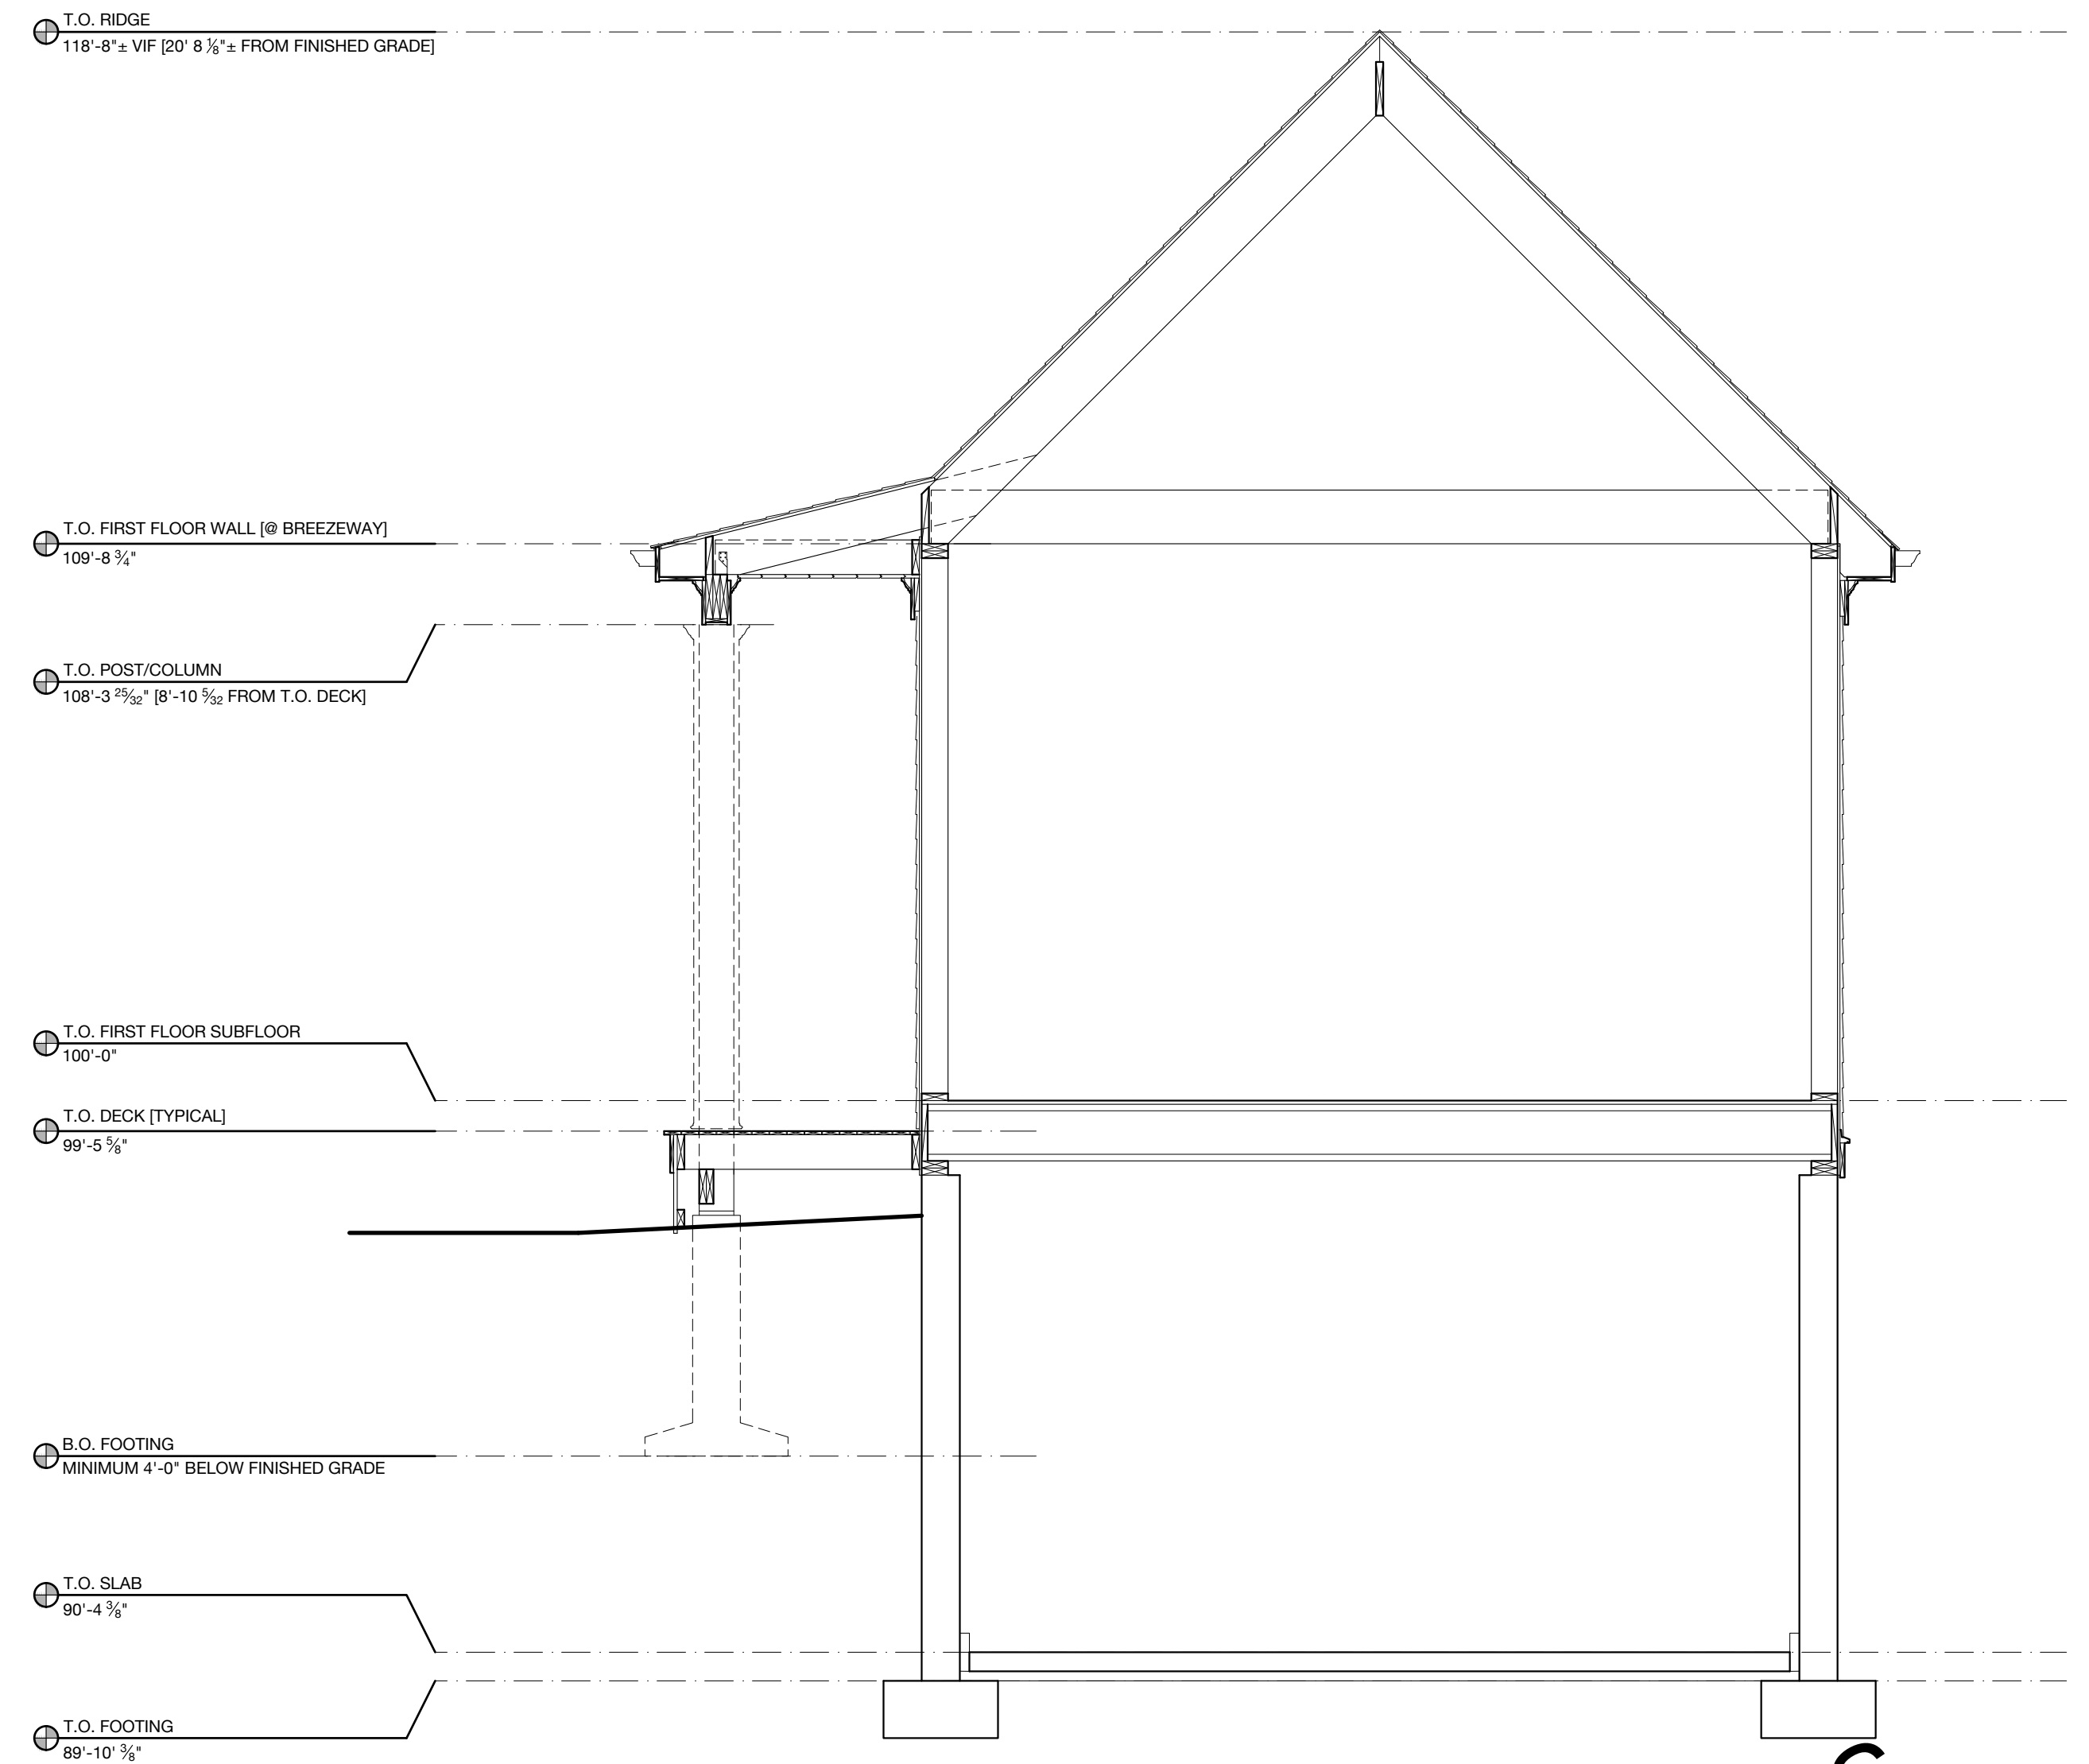 T.O. RIDGE
118'-8"± VIF [20' 8 ⅛"± FROM FINISHED GRADE]
T.O. FIRST FLOOR WALL [@ BREEZEWAY]
109'-8 ¾"
T.O. POST/COLUMN
108'-3 25⁄32" [8'-10 5⁄32 FROM T.O. DECK]
T.O. FIRST FLOOR SUBFLOOR
100'-0"
T.O. DECK [TYPICAL]
99'-5 ⅝"
B.O. FOOTING
MINIMUM 4'-0" BELOW FINISHED GRADE
T.O. SLAB
90'-4 ⅜"
T.O. FOOTING
89'-10' ⅜"